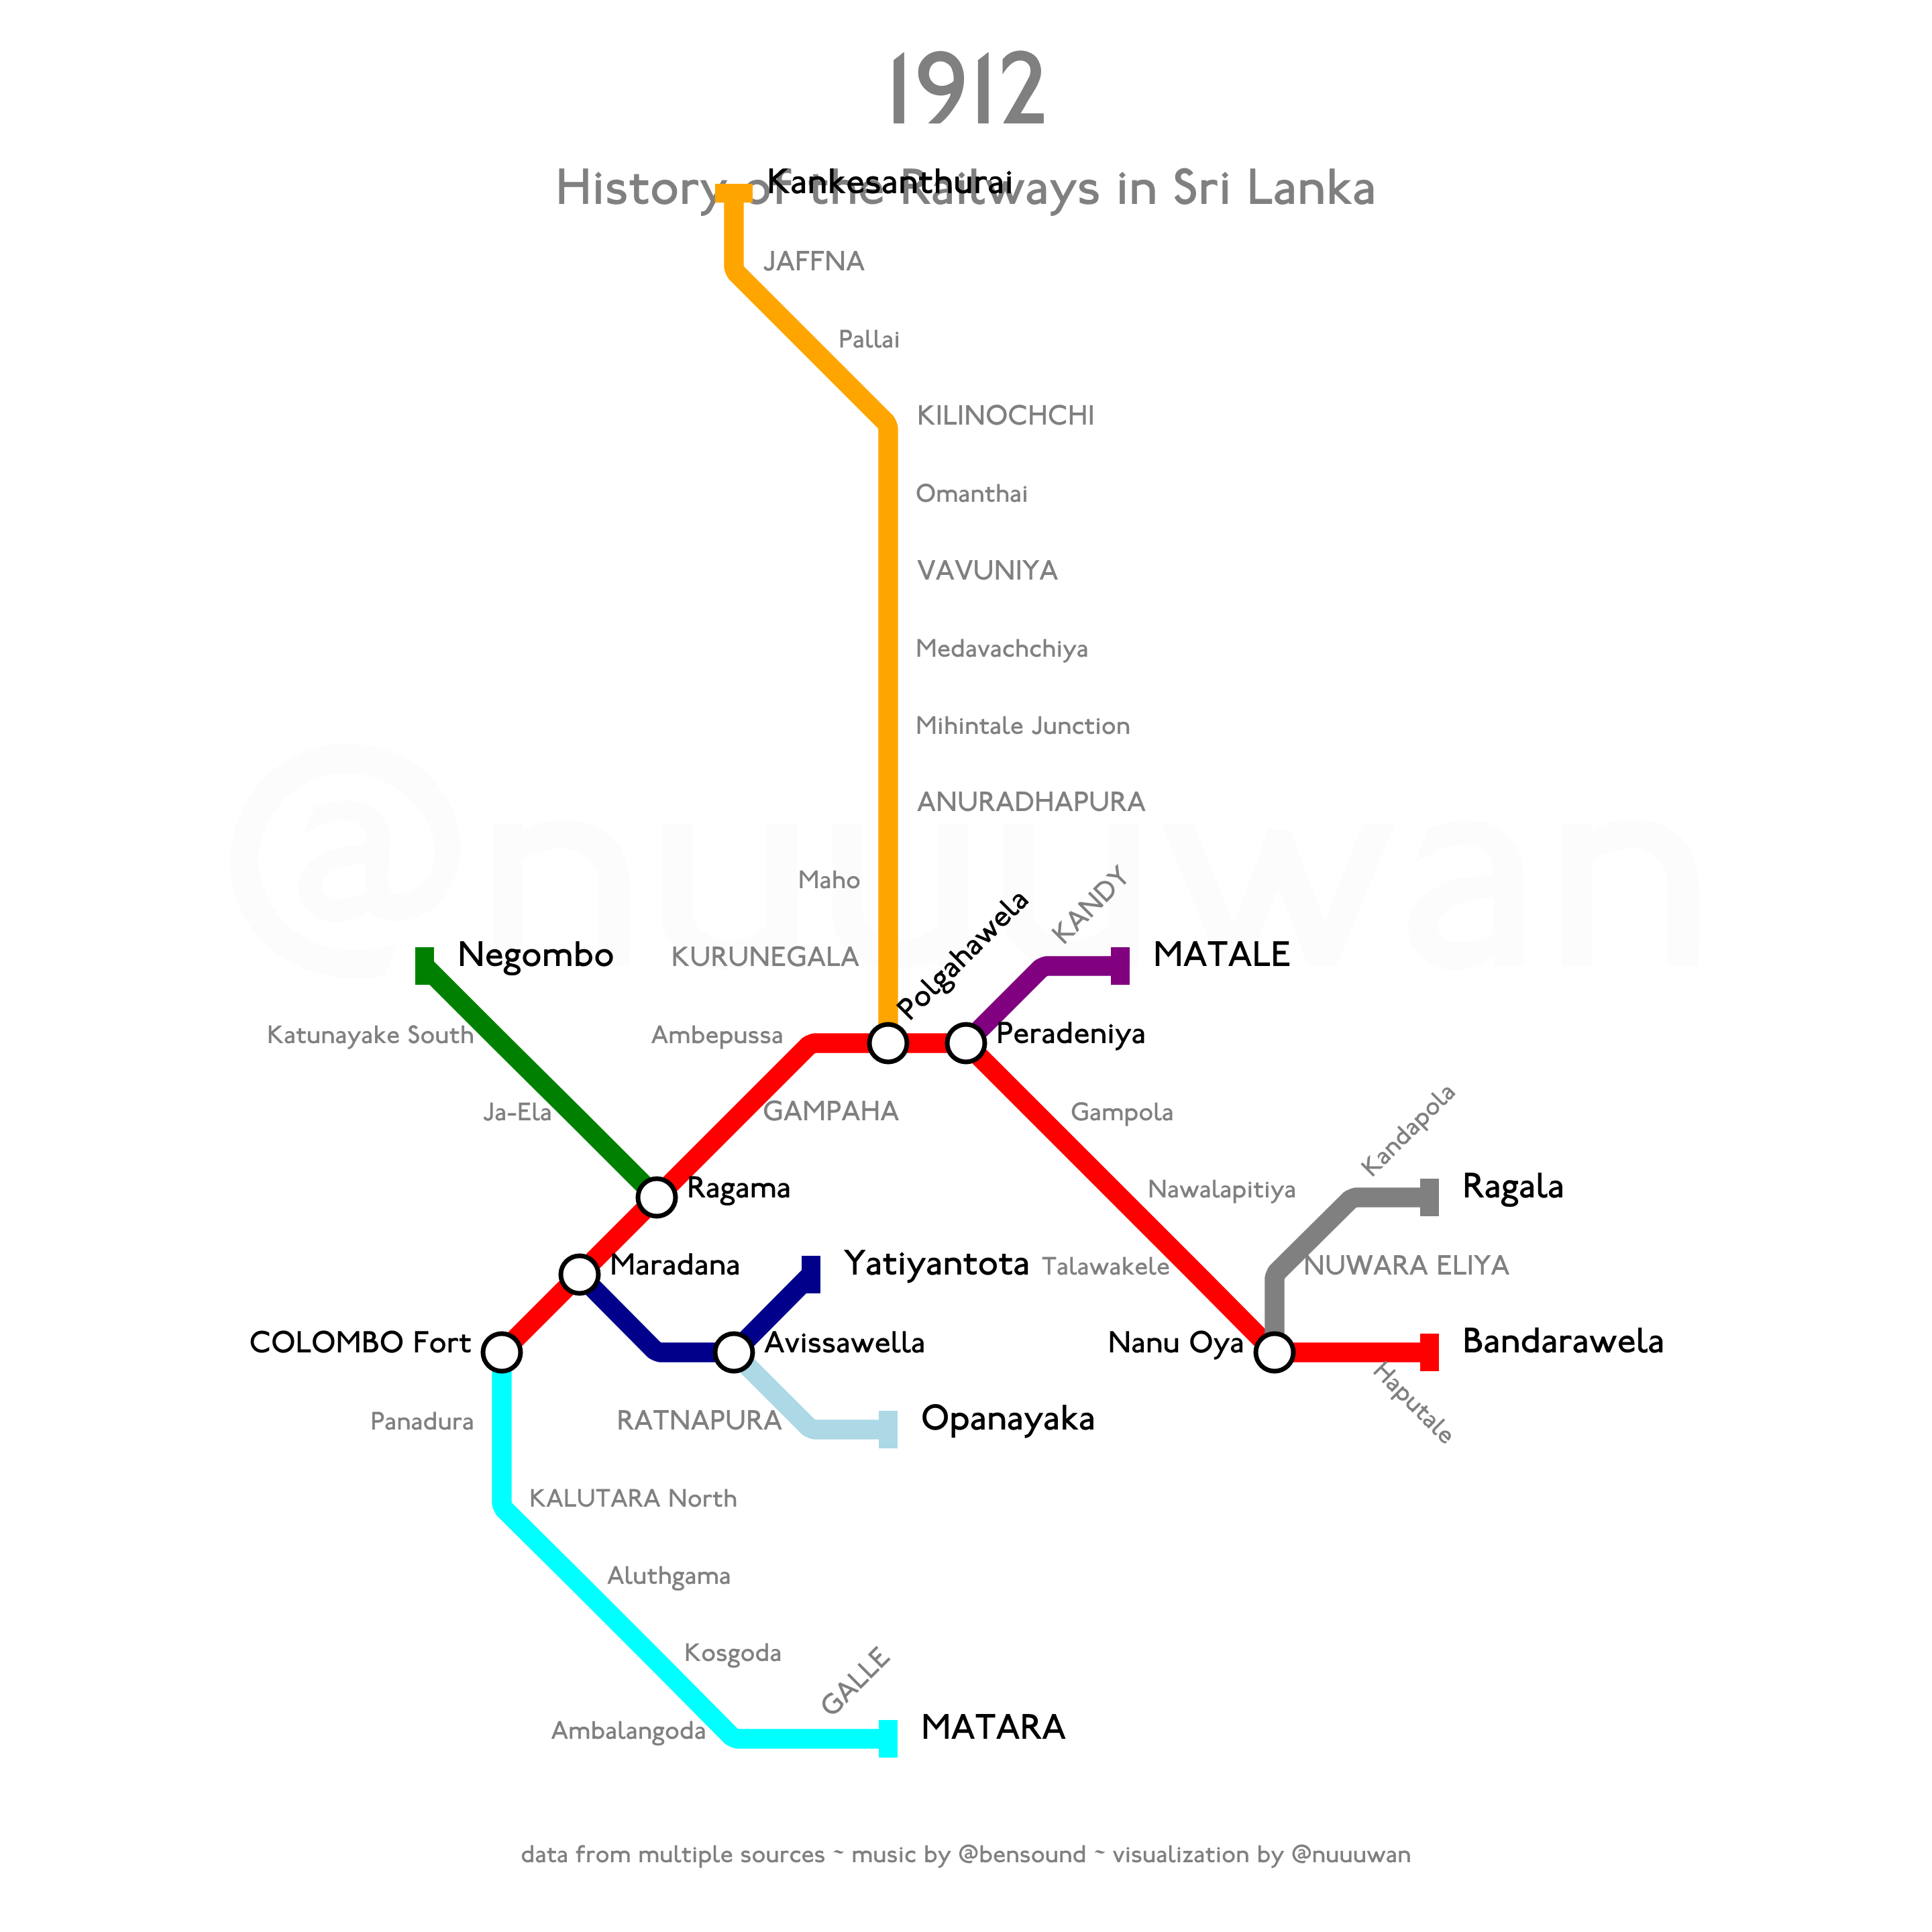 1912
History of the Railways in Sri Lanka
Kankesanthurai
JAFFNA
Pallai
KILINOCHCHI
Omanthai
VAVUNIYA
Medavachchiya
Mihintale Junction
ANURADHAPURA
@nuuuwan
Maho
KANDY
Polgahawela
KURUNEGALA
Negombo
MATALE
Katunayake South
Ambepussa
Peradeniya
Ja-Ela
GAMPAHA
Gampola
Kandapola
Ragama
Nawalapitiya
Ragala
Maradana
Yatiyantota
Talawakele
NUWARA ELIYA
COLOMBO Fort
Avissawella
Nanu Oya
Bandarawela
Haputale
Panadura
RATNAPURA
Opanayaka
KALUTARA North
Aluthgama
Kosgoda
GALLE
Ambalangoda
MATARA
data from multiple sources ~ music by @bensound ~ visualization by @nuuuwan